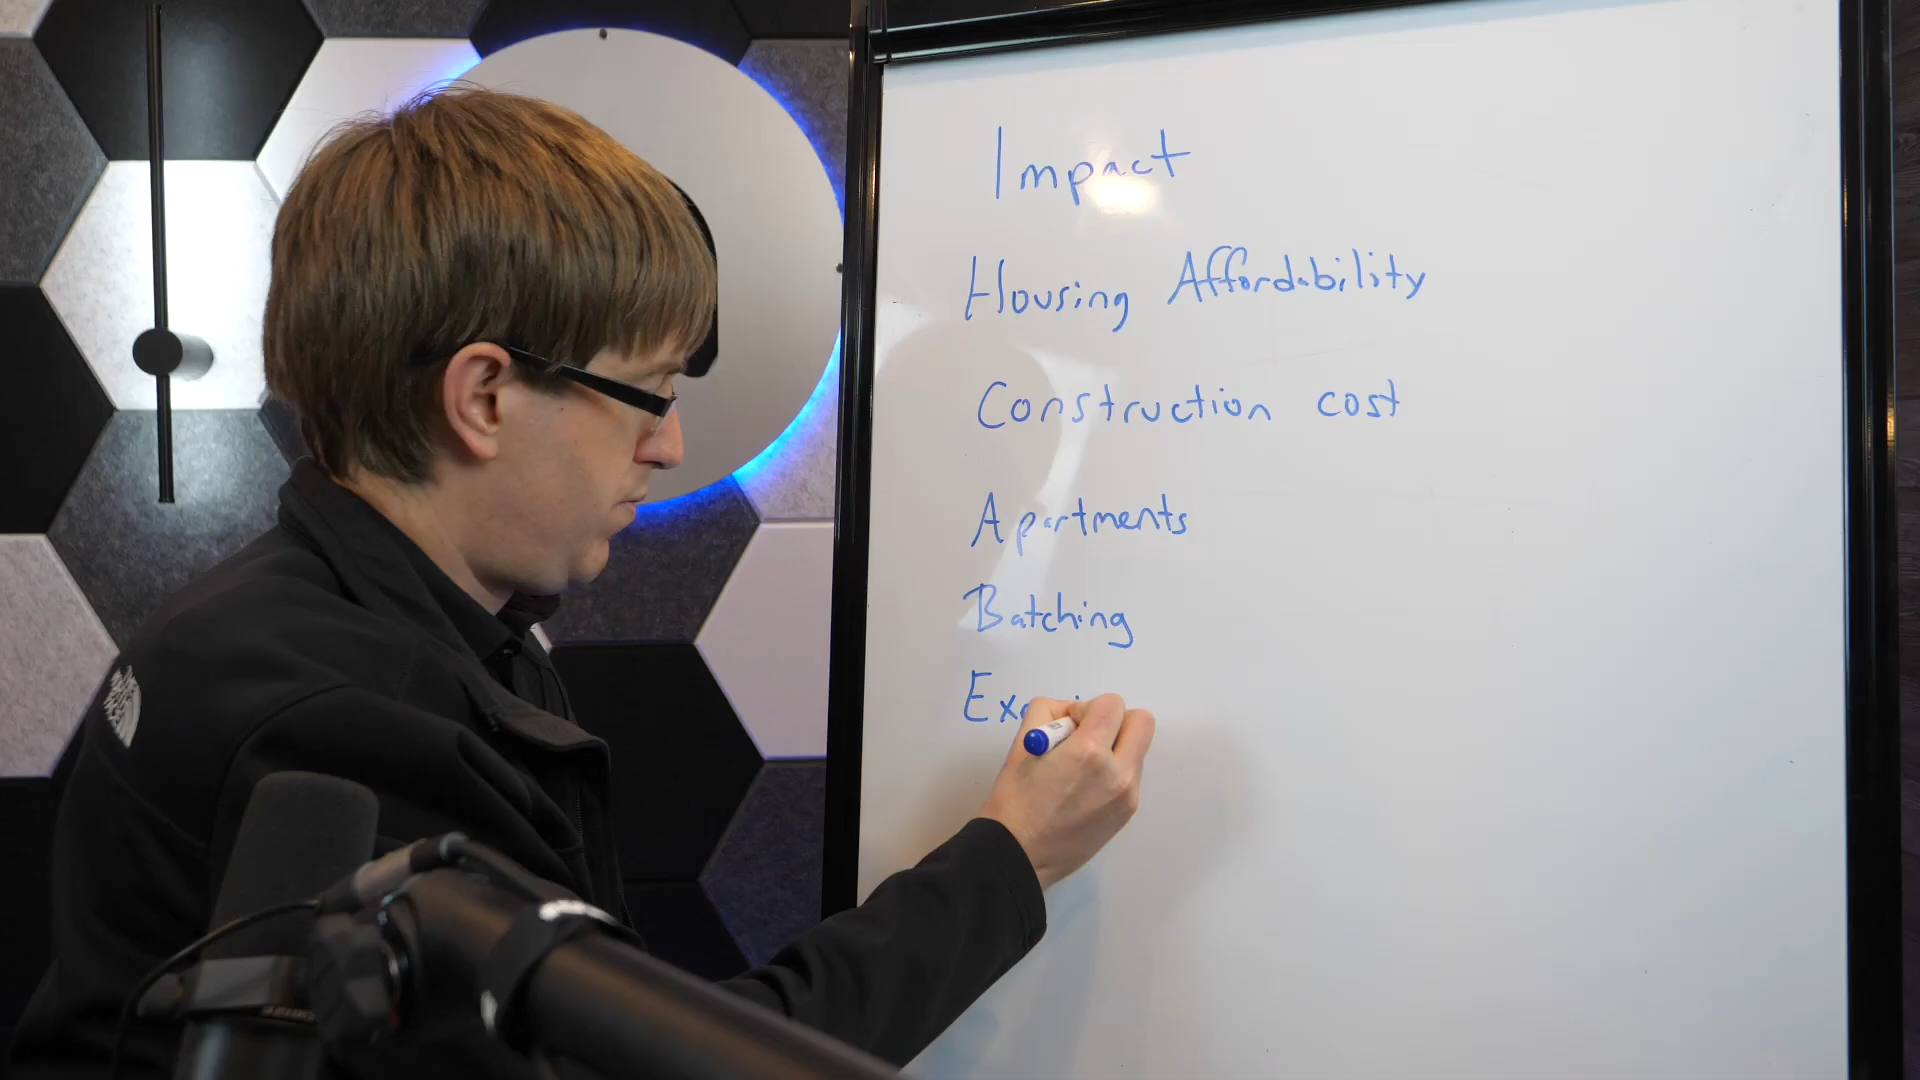 Impact
Housing Affordability
Construction cost
Apartments
Batching